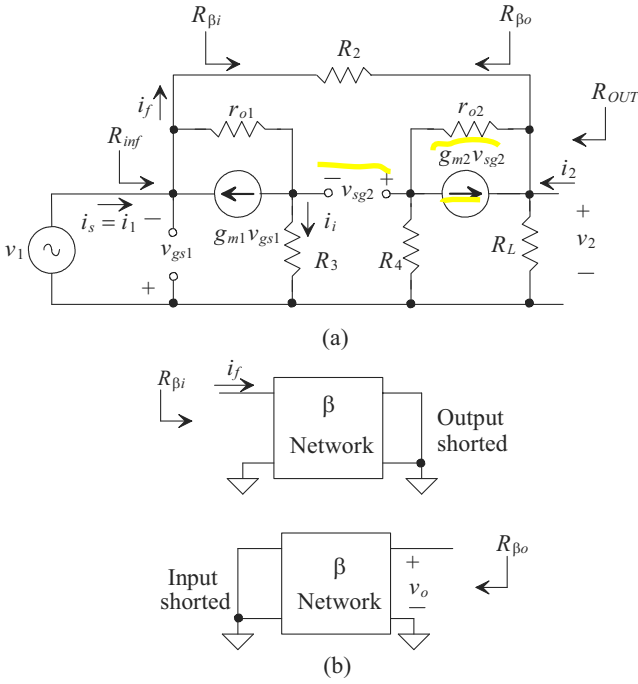 R_βi
R_βo
R_2
R_OUT
i_f
r_o1
r_o2
R_inf
g_m2 v_sg2
i_2
− v_sg2 +
i_s = i_1 −
v_gs1
+
g_m1 v_gs1
i_i
v_1
R_3
R_4
R_L
+
v_2
−
(a)
R_βi
i_f
β
Network
Output
shorted
Input
shorted
β
Network
+
v_o
−
R_βo
(b)